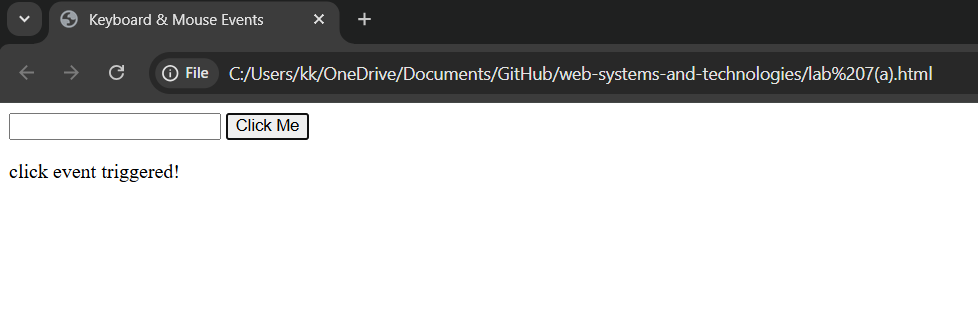 Keyboard & Mouse Events
File C:/Users/kk/OneDrive/Documents/GitHub/web-systems-and-technologies/lab%207(a).html
Click Me
click event triggered!